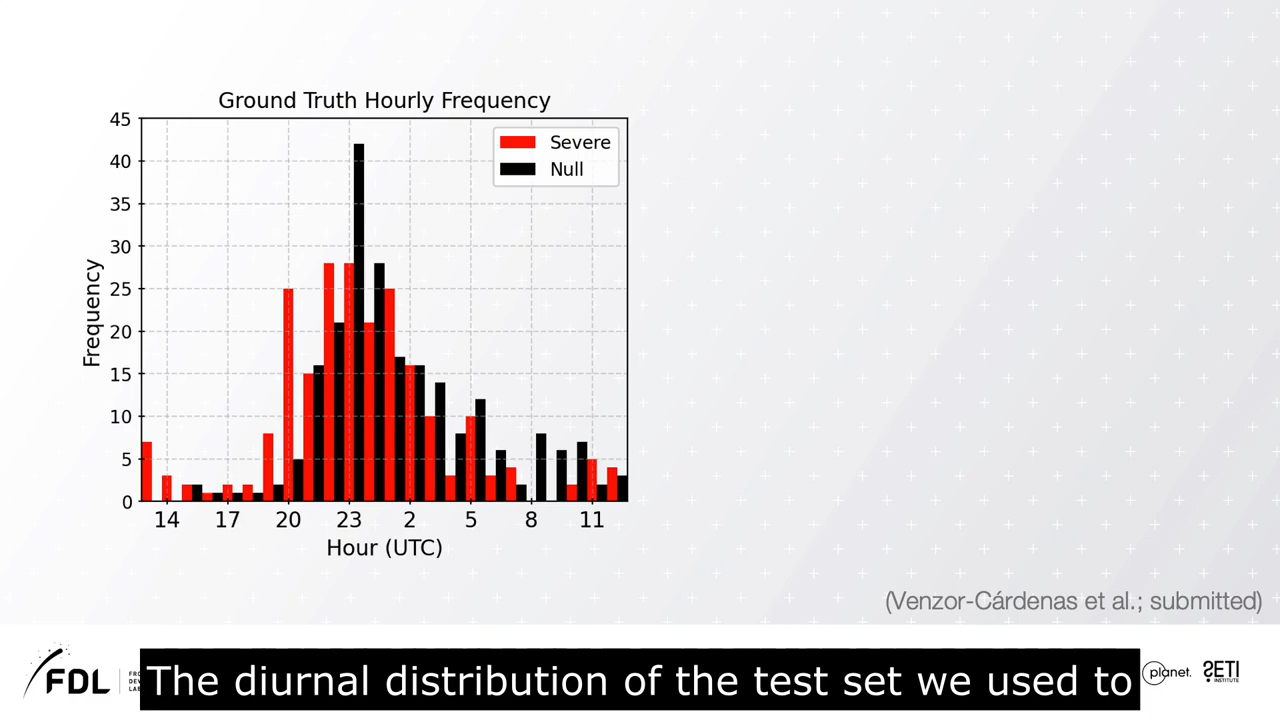 Ground Truth Hourly Frequency
Severe
Null
45
40
35
30
25
20
15
10
5
0
Frequency
14 17 20 23 2 5 8 11
Hour (UTC)
(Venzor-Cárdenas et al.; submitted)
FDL
The diurnal distribution of the test set we used to
planet.
SETI
INSTITUTE